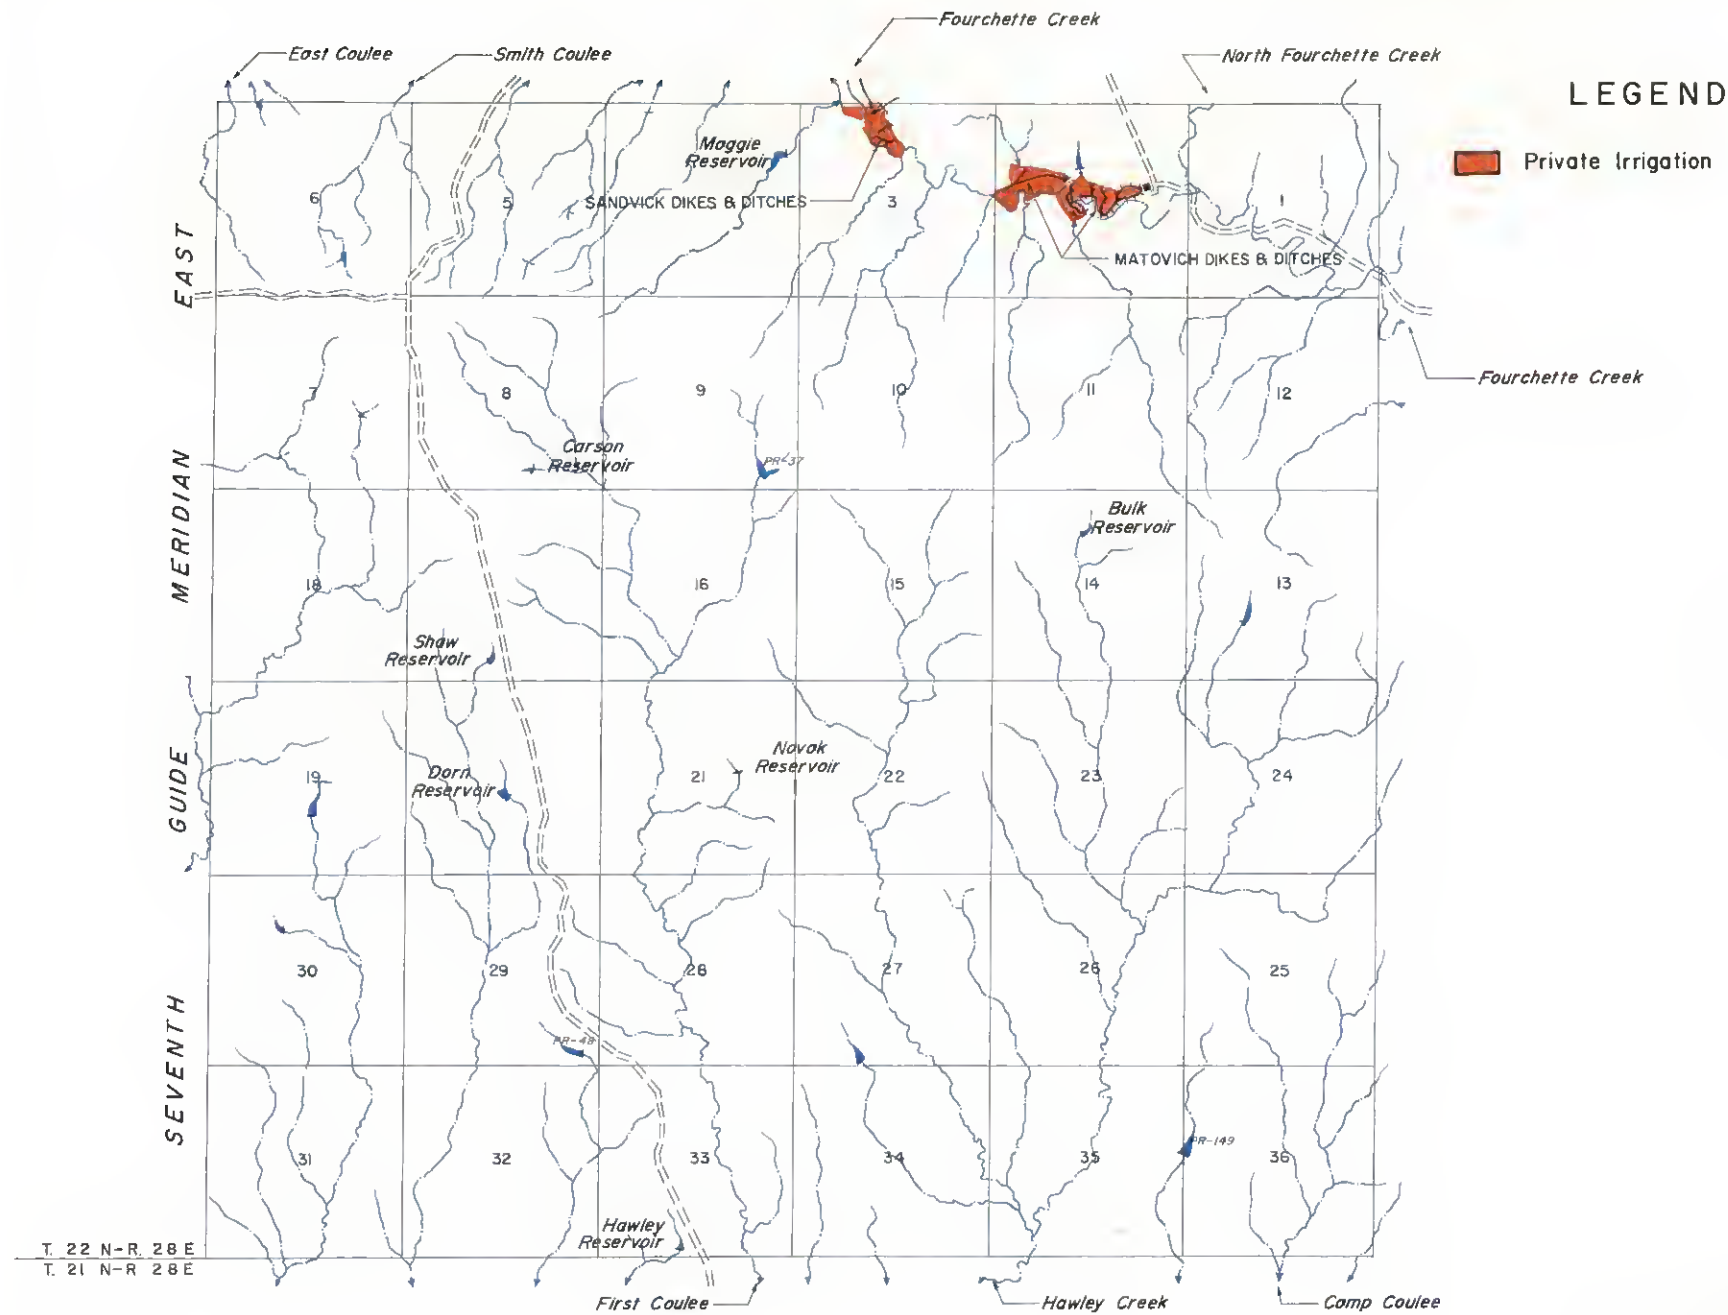 Fourchette Creek
East Coulee
Smith Coulee
North Fourchette Creek
LEGEND
Private Irrigation
Maggie
Reservoir
6
5
SANDVICK DIKES & DITCHES
3
1
MATOVICH DIKES & DITCHES
EAST
Fourchette Creek
7
8
9
10
11
12
Carson
Reservoir
PR-37
MERIDIAN
Bulk
Reservoir
18
16
15
14
13
Shaw
Reservoir
Novak
Reservoir
GUIDE
19
Dorn
Reservoir
21
22
23
24
30
29
28
27
26
25
SEVENTH
PR-48
PR-149
31
32
33
34
35
36
Hawley
Reservoir
T. 22 N-R. 28 E
T. 21 N-R 28 E
First Coulee
Hawley Creek
Camp Coulee